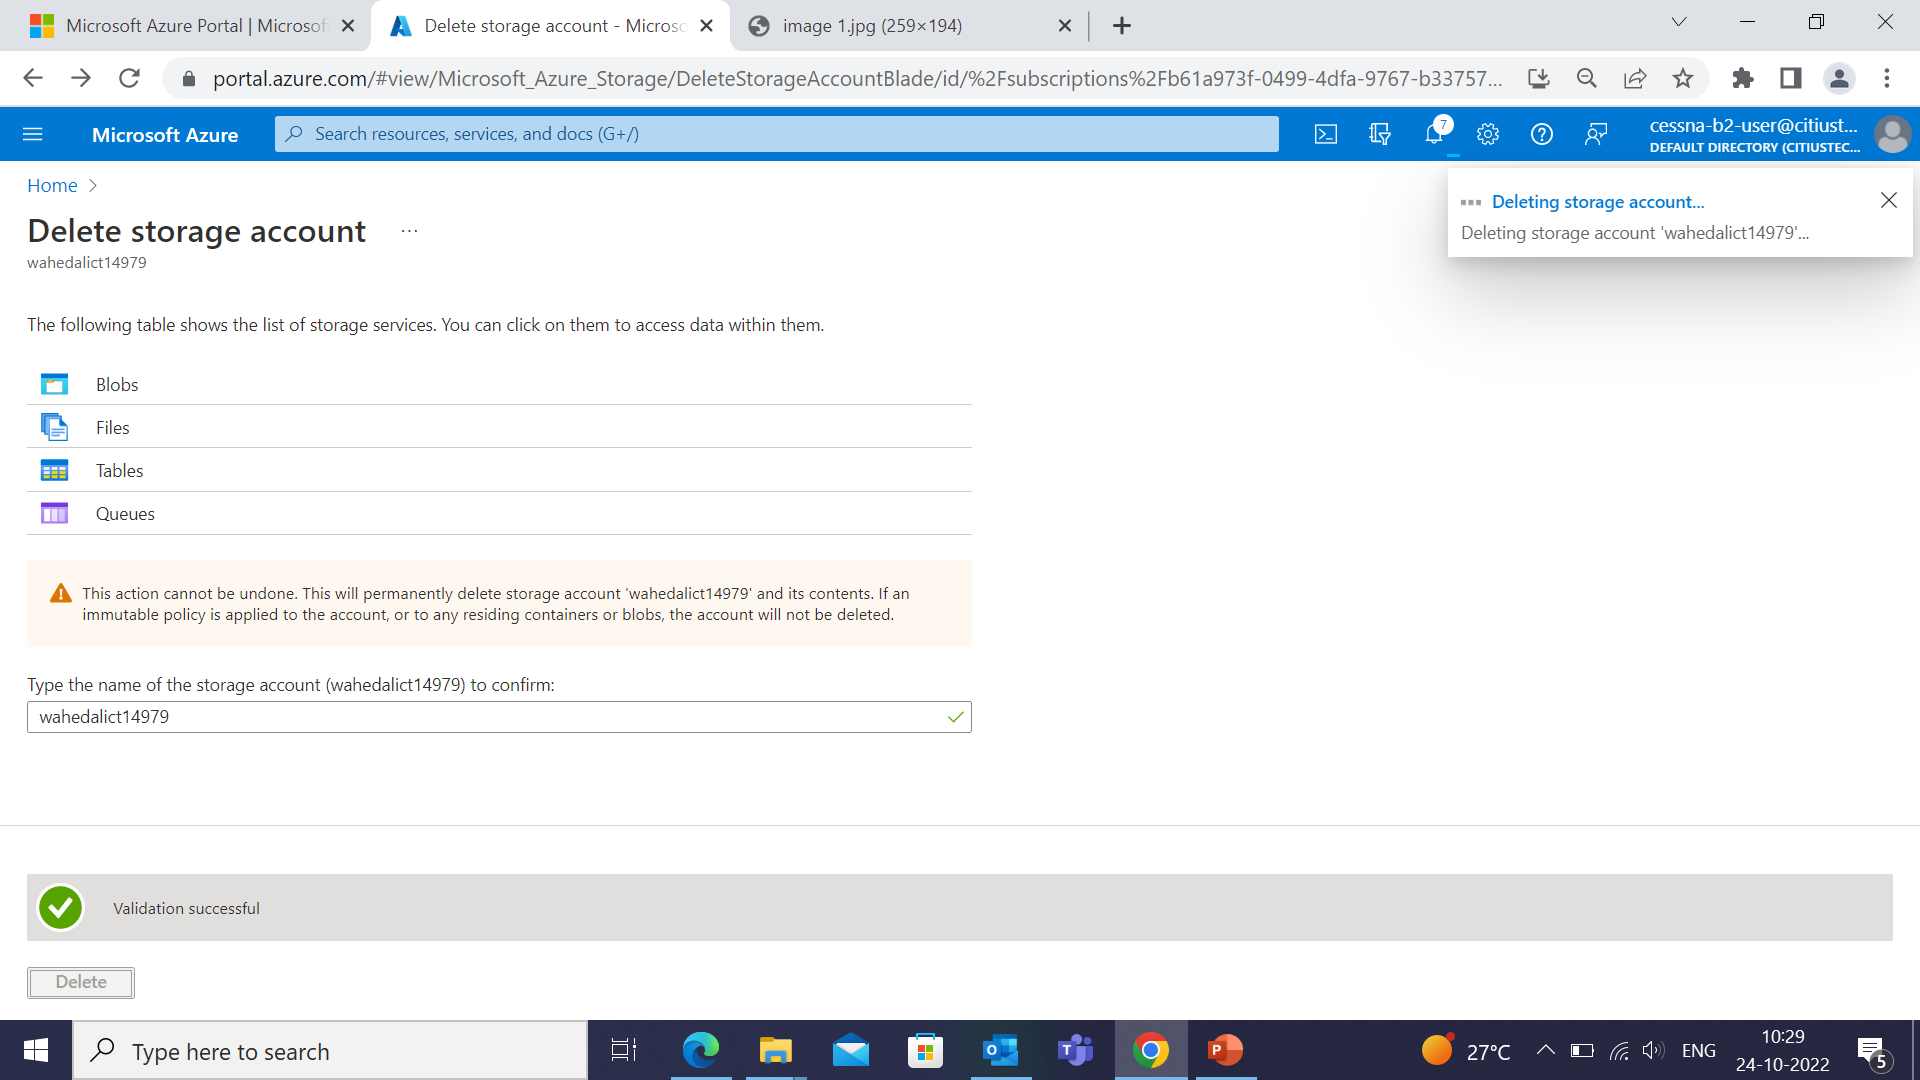 Microsoft Azure Portal | Microsof
Delete storage account - Microso
image 1.jpg (259×194)
portal.azure.com/#view/Microsoft_Azure_Storage/DeleteStorageAccountBlade/id/%2Fsubscriptions%2Fb61a973f-0499-4dfa-9767-b33757...
Microsoft Azure
Search resources, services, and docs (G+/)
7
cessna-b2-user@citiust...
DEFAULT DIRECTORY (CITIUSTEC...
Home
Deleting storage account...
Deleting storage account 'wahedalict14979'...
Delete storage account ...
wahedalict14979
The following table shows the list of storage services. You can click on them to access data within them.
Blobs
Files
Tables
Queues
This action cannot be undone. This will permanently delete storage account 'wahedalict14979' and its contents. If an
immutable policy is applied to the account, or to any residing containers or blobs, the account will not be deleted.
Type the name of the storage account (wahedalict14979) to confirm:
wahedalict14979
Validation successful
Delete
Type here to search
27°C
ENG
10:29
24-10-2022
5